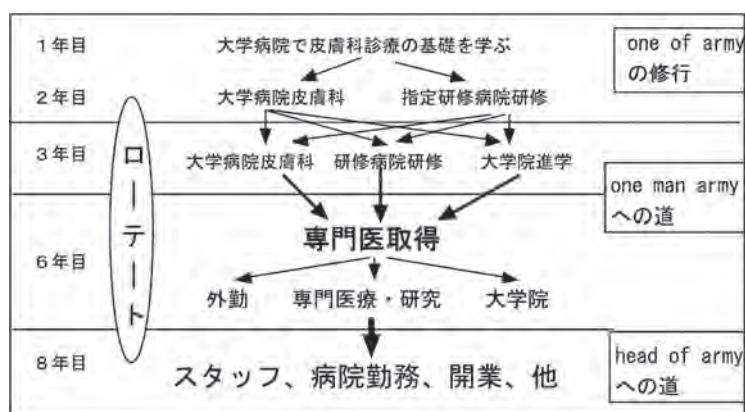 1年目
大学病院で皮膚科診療の基礎を学ぶ
one of army
の修行
2年目
大学病院皮膚科
指定研修病院研修
ローテート
3年目
大学病院皮膚科
研修病院研修
大学院進学
one man army
への道
専門医取得
6年目
外勤
専門医療・研究
大学院
8年目
スタッフ、病院勤務、開業、他
head of army
への道